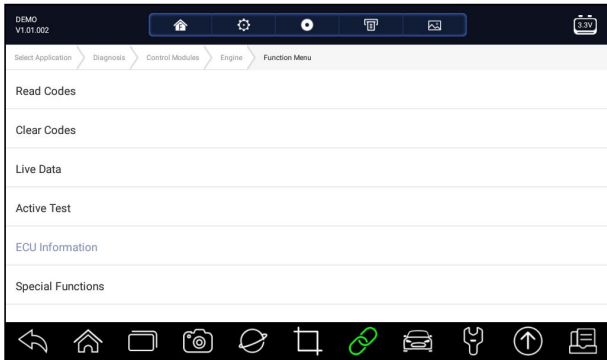 DEMO
V1.01.002
3.3V
Select Application Diagnosis Control Modules Engine Function Menu
Read Codes
Clear Codes
Live Data
Active Test
ECU Information
Special Functions